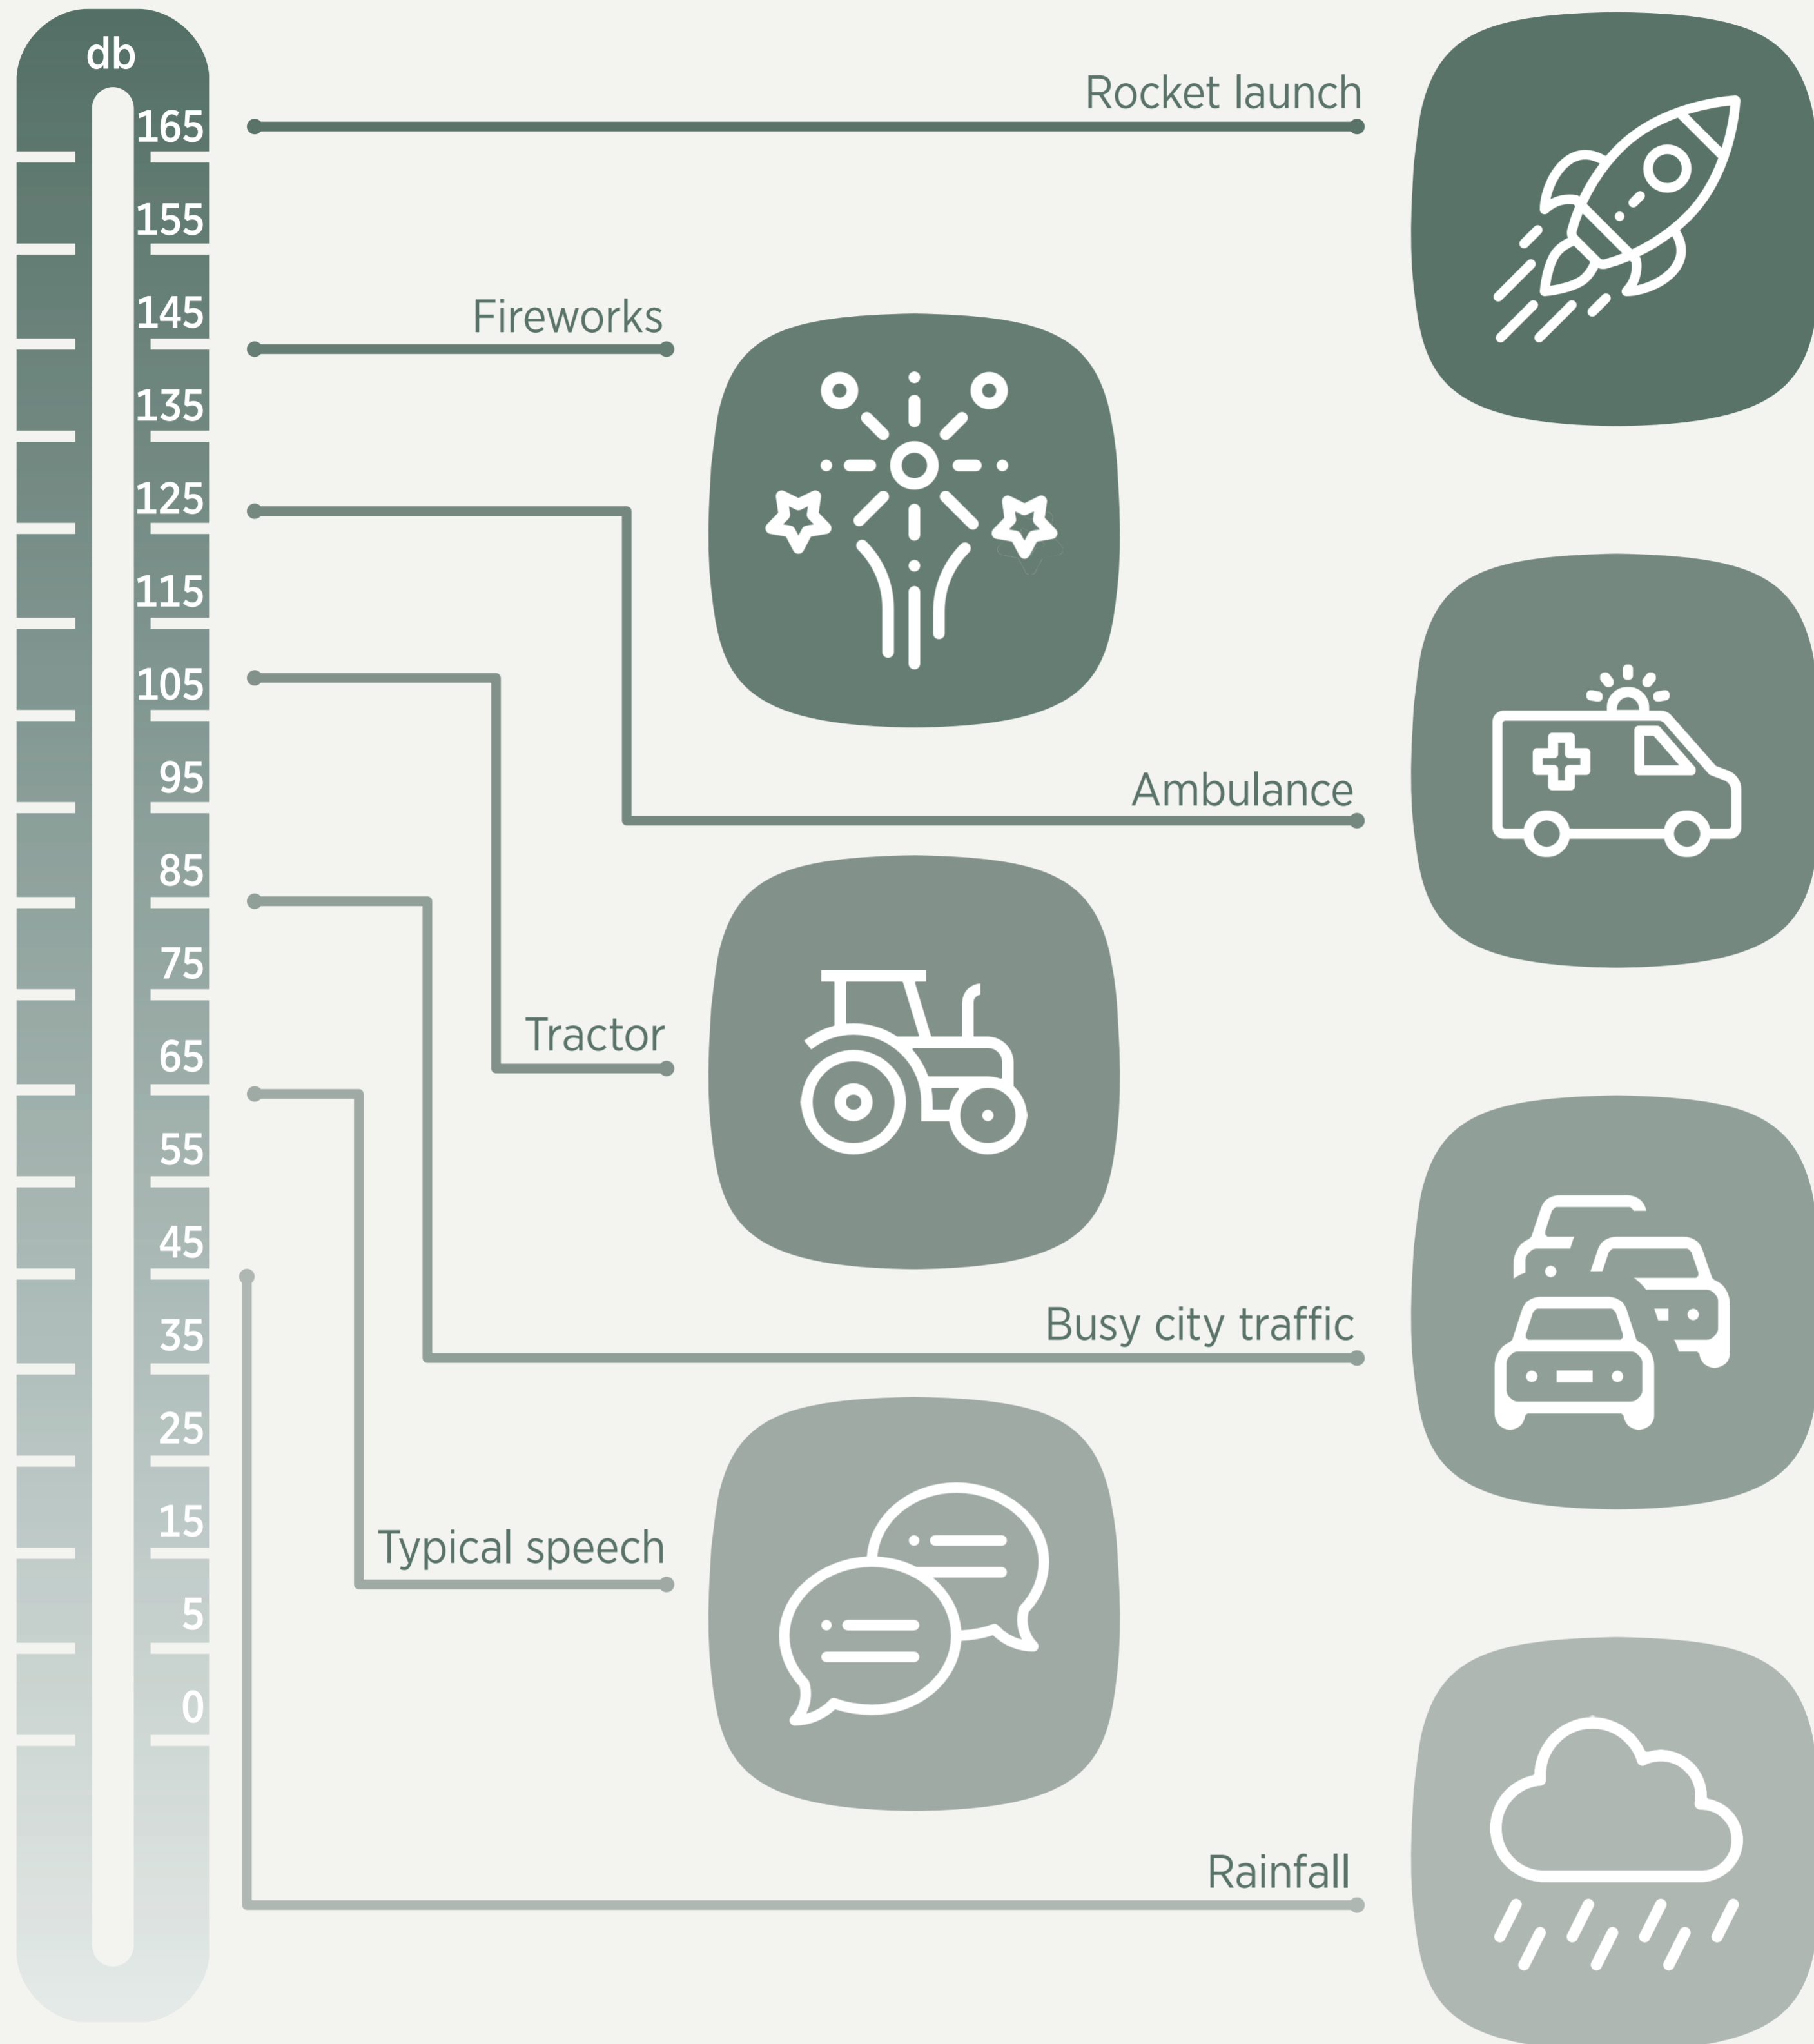 db
165
155
145
135
125
115
105
95
85
75
65
55
45
35
25
15
5
0
Rocket launch
Fireworks
Ambulance
Tractor
Busy city traffic
Typical speech
Rainfall